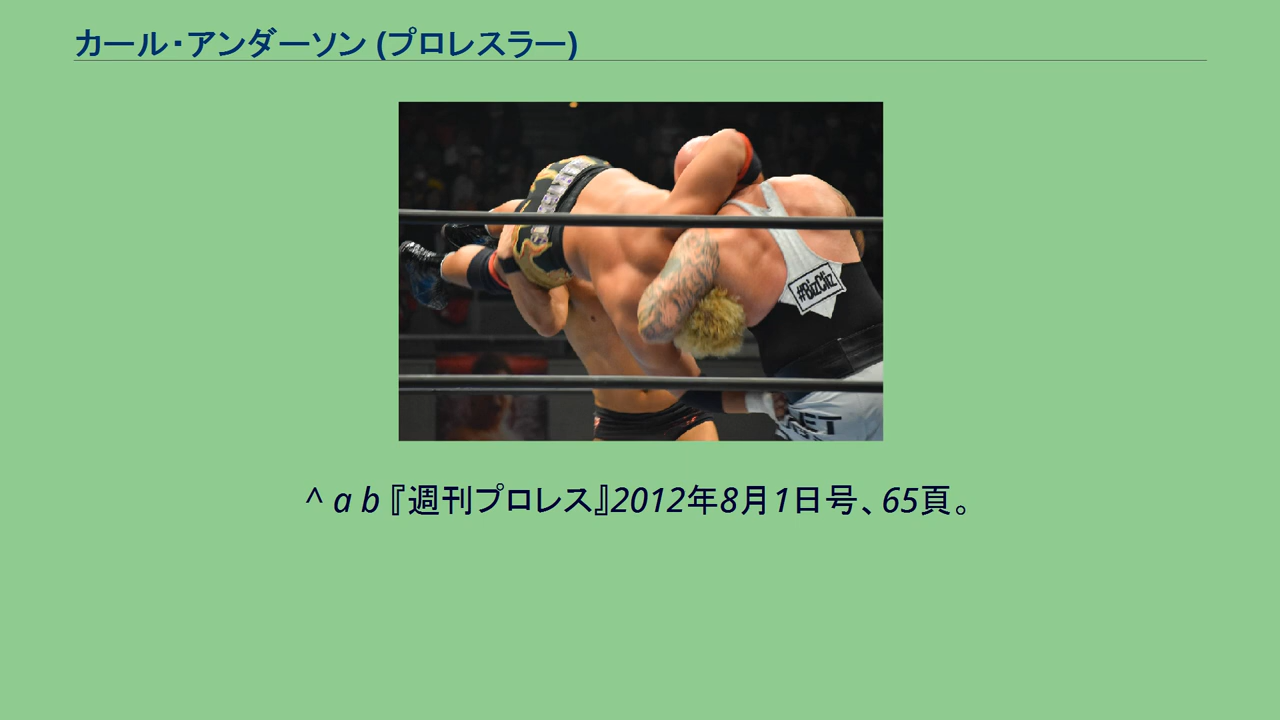 カール・アンダーソン (プロレスラー)
#BizCliz
^ a b 『週刊プロレス』2012年8月1日号、65頁。